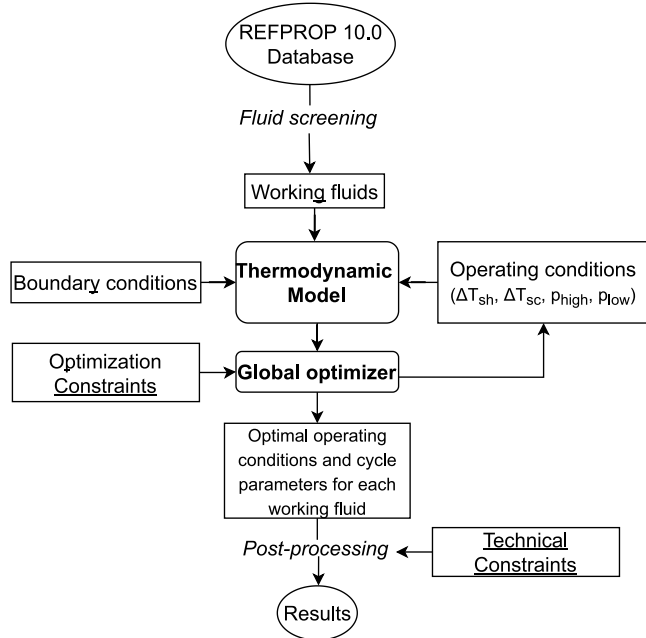 REFPROP 10.0
Database
Fluid screening
Working fluids
Boundary conditions
Thermodynamic
Model
Operating conditions
(ΔTsh, ΔTsc, phigh, plow)
Optimization
Constraints
Global optimizer
Optimal operating
conditions and cycle
parameters for each
working fluid
Post-processing
Technical
Constraints
Results